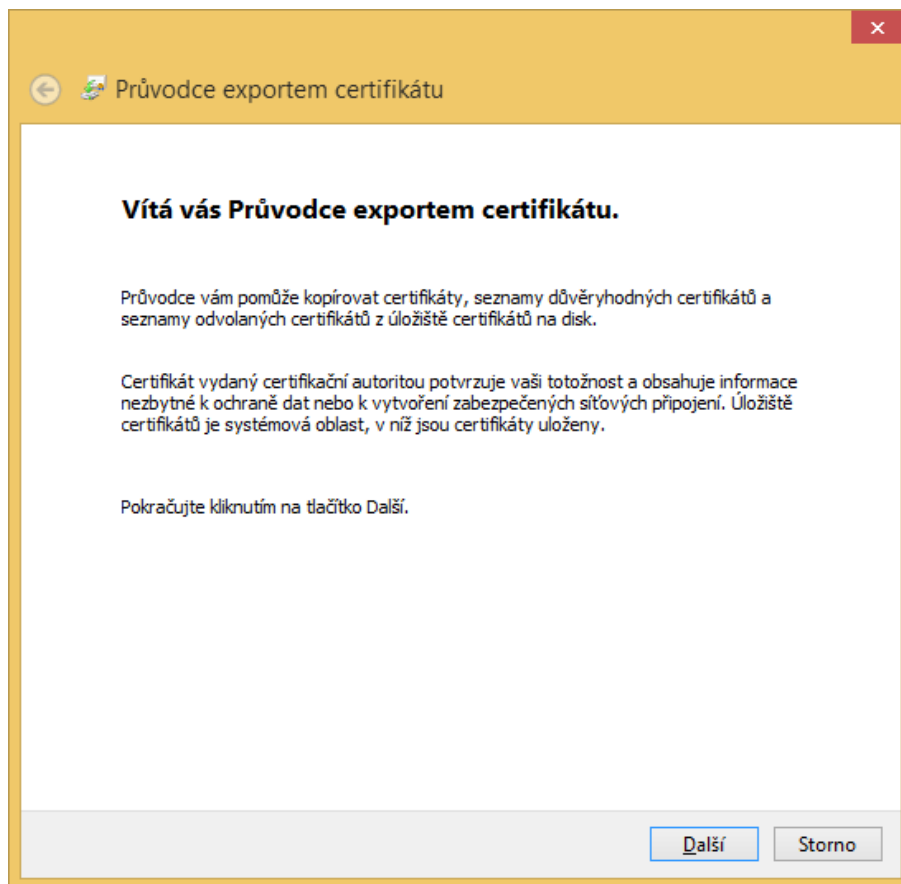 Průvodce exportem certifikátu
Vítá vás Průvodce exportem certifikátu.
Průvodce vám pomůže kopírovat certifikáty, seznamy důvěryhodných certifikátů a
seznamy odvolaných certifikátů z úložiště certifikátů na disk.
Certifikát vydaný certifikační autoritou potvrzuje vaši totožnost a obsahuje informace
nezbytné k ochraně dat nebo k vytvoření zabezpečených síťových připojení. Úložiště
certifikátů je systémová oblast, v níž jsou certifikáty uloženy.
Pokračujte kliknutím na tlačítko Další.
Další
Storno